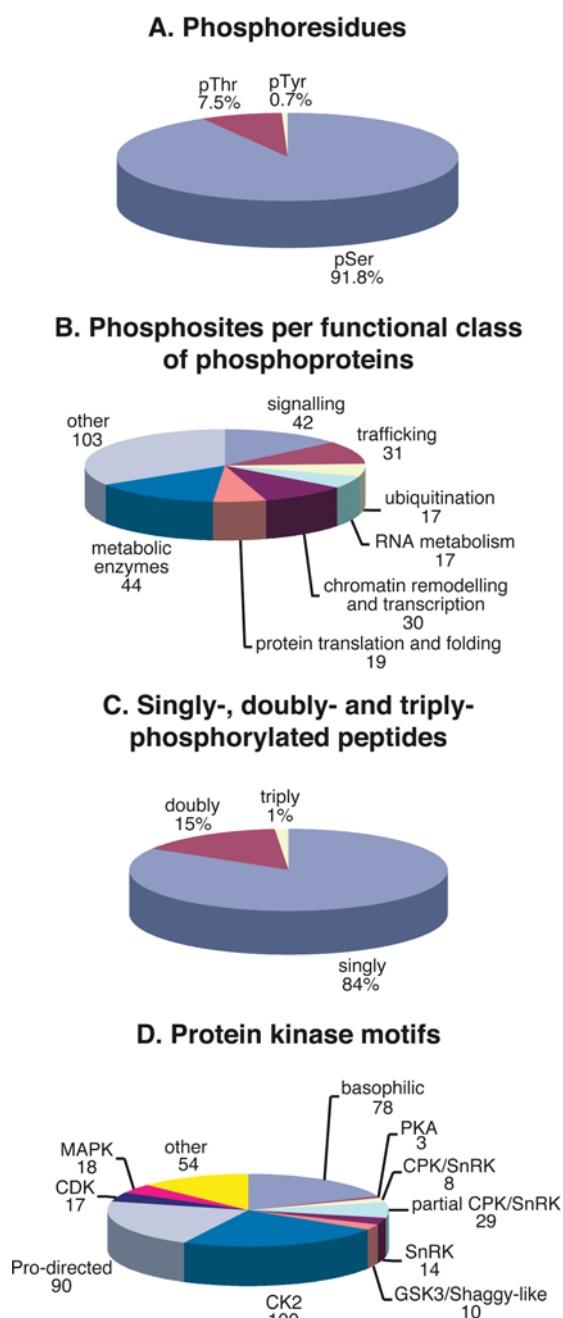 A. Phosphoresidues
pThr
7.5%
pTyr
0.7%
pSer
91.8%
B. Phosphosites per functional class
of phosphoproteins
signalling
42
trafficking
31
ubiquitination
17
RNA metabolism
17
chromatin remodelling
and transcription
30
protein translation and folding
19
metabolic
enzymes
44
other
103
C. Singly-, doubly- and triply-
phosphorylated peptides
doubly
15%
triply
1%
singly
84%
D. Protein kinase motifs
basophilic
78
PKA
3
CPK/SnRK
8
partial CPK/SnRK
29
SnRK
14
GSK3/Shaggy-like
10
CK2
Pro-directed
90
CDK
17
MAPK
18
other
54